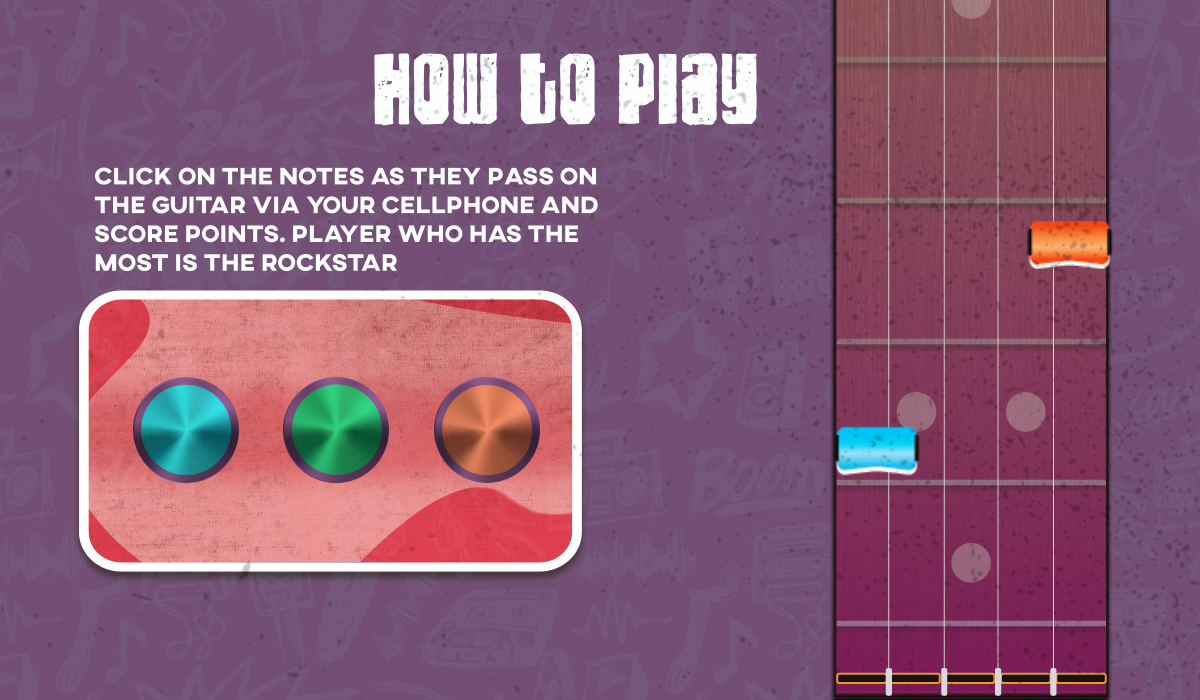 How to Play
CLICK ON THE NOTES AS THEY PASS ON
THE GUITAR VIA YOUR CELLPHONE AND
SCORE POINTS. PLAYER WHO HAS THE
MOST IS THE ROCKSTAR
BOOM